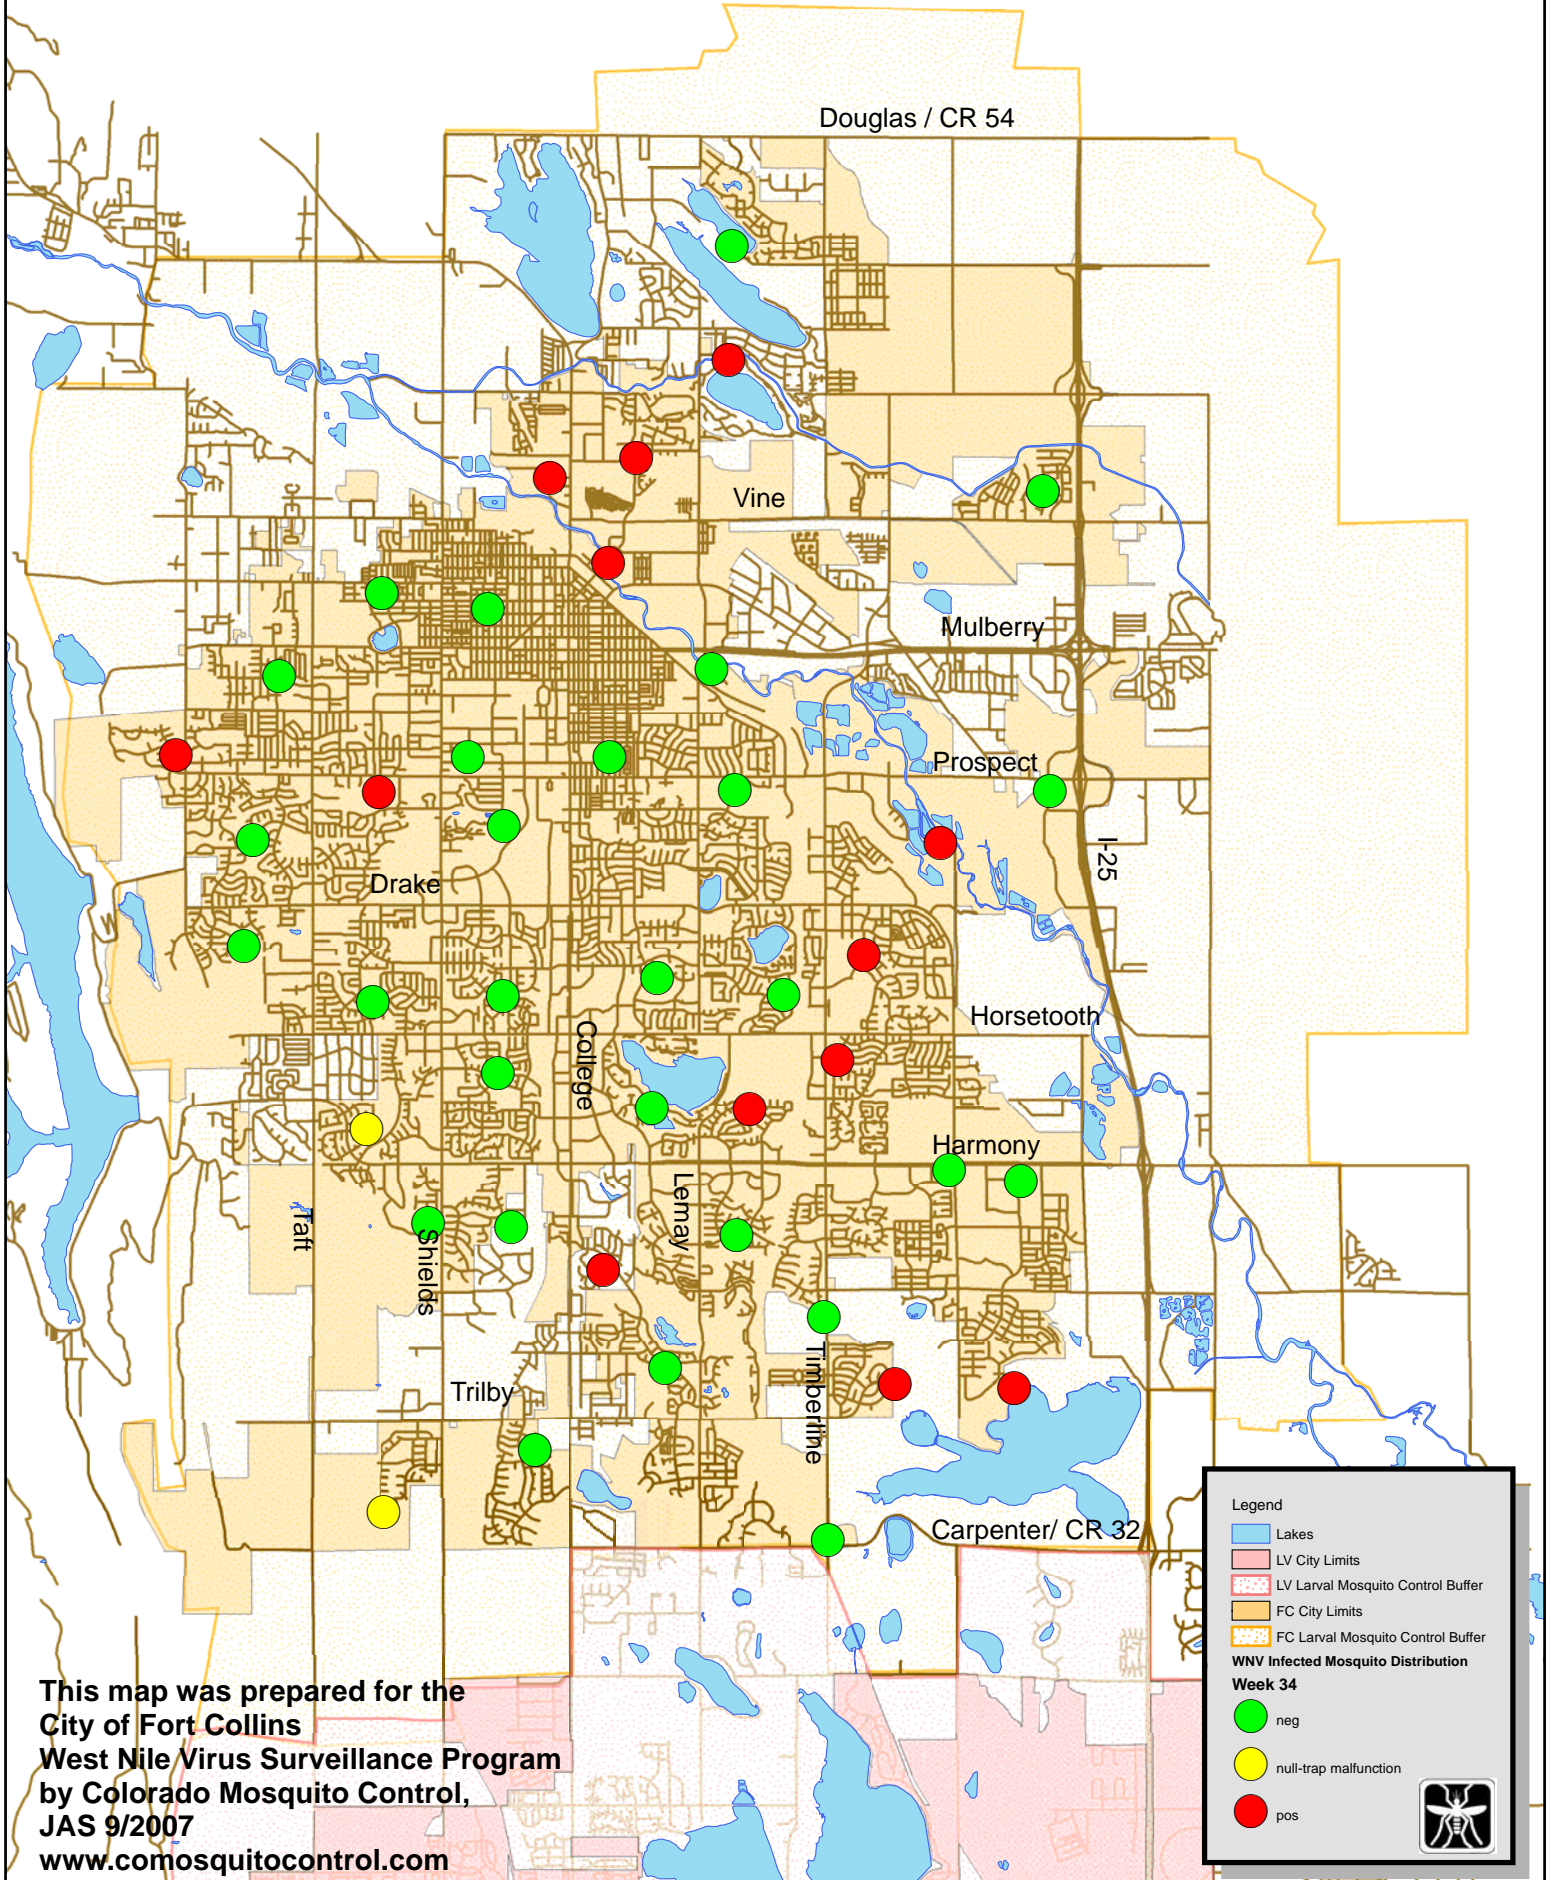 Douglas / CR 54
Vine
Mulberry
Prospect
I-25
Drake
Horsetooth
College
Harmony
Lemay
Taft
Shields
Timberline
Trilby
Carpenter/ CR 32
Legend
Lakes
LV City Limits
LV Larval Mosquito Control Buffer
FC City Limits
FC Larval Mosquito Control Buffer
WNV Infected Mosquito Distribution
Week 34
neg
null-trap malfunction
pos
This map was prepared for the
City of Fort Collins
West Nile Virus Surveillance Program
by Colorado Mosquito Control,
JAS 9/2007
www.comosquitocontrol.com